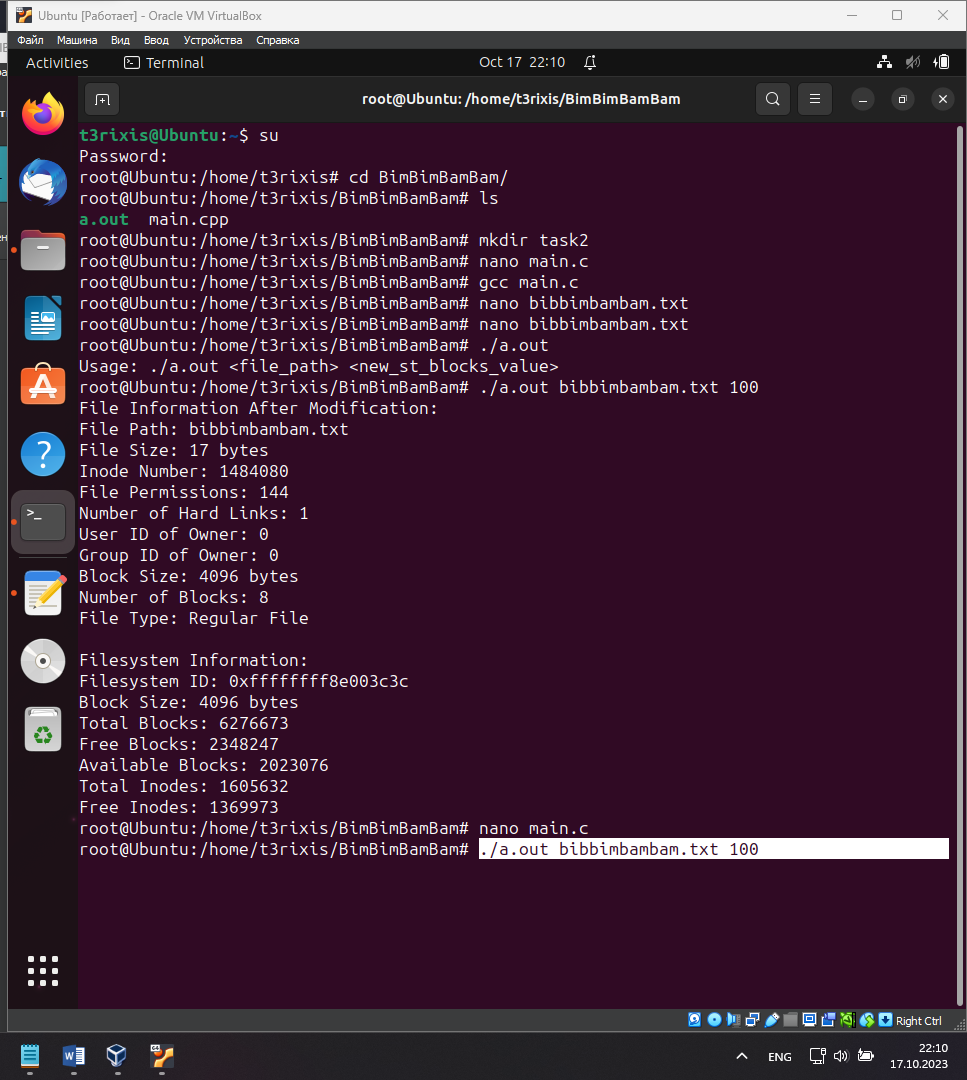 Ubuntu [Работает] - Oracle VM VirtualBox
Файл Машина Вид Ввод Устройства Справка
Activities Terminal Oct 17 22:10
root@Ubuntu: /home/t3rixis/BimBimBamBam
t3rixis@Ubuntu:~$ su
Password:
root@Ubuntu:/home/t3rixis# cd BimBimBamBam/
root@Ubuntu:/home/t3rixis/BimBimBamBam# ls
a.out main.cpp
root@Ubuntu:/home/t3rixis/BimBimBamBam# mkdir task2
root@Ubuntu:/home/t3rixis/BimBimBamBam# nano main.c
root@Ubuntu:/home/t3rixis/BimBimBamBam# gcc main.c
root@Ubuntu:/home/t3rixis/BimBimBamBam# nano bibbimbambam.txt
root@Ubuntu:/home/t3rixis/BimBimBamBam# nano bibbimbambam.txt
root@Ubuntu:/home/t3rixis/BimBimBamBam# ./a.out
Usage: ./a.out <file_path> <new_st_blocks_value>
root@Ubuntu:/home/t3rixis/BimBimBamBam# ./a.out bibbimbambam.txt 100
File Information After Modification:
File Path: bibbimbambam.txt
File Size: 17 bytes
Inode Number: 1484080
File Permissions: 144
Number of Hard Links: 1
User ID of Owner: 0
Group ID of Owner: 0
Block Size: 4096 bytes
Number of Blocks: 8
File Type: Regular File
Filesystem Information:
Filesystem ID: 0xffffffff8e003c3c
Block Size: 4096 bytes
Total Blocks: 6276673
Free Blocks: 2348247
Available Blocks: 2023076
Total Inodes: 1605632
Free Inodes: 1369973
root@Ubuntu:/home/t3rixis/BimBimBamBam# nano main.c
root@Ubuntu:/home/t3rixis/BimBimBamBam# ./a.out bibbimbambam.txt 100
Right Ctrl
ENG
22:10
17.10.2023